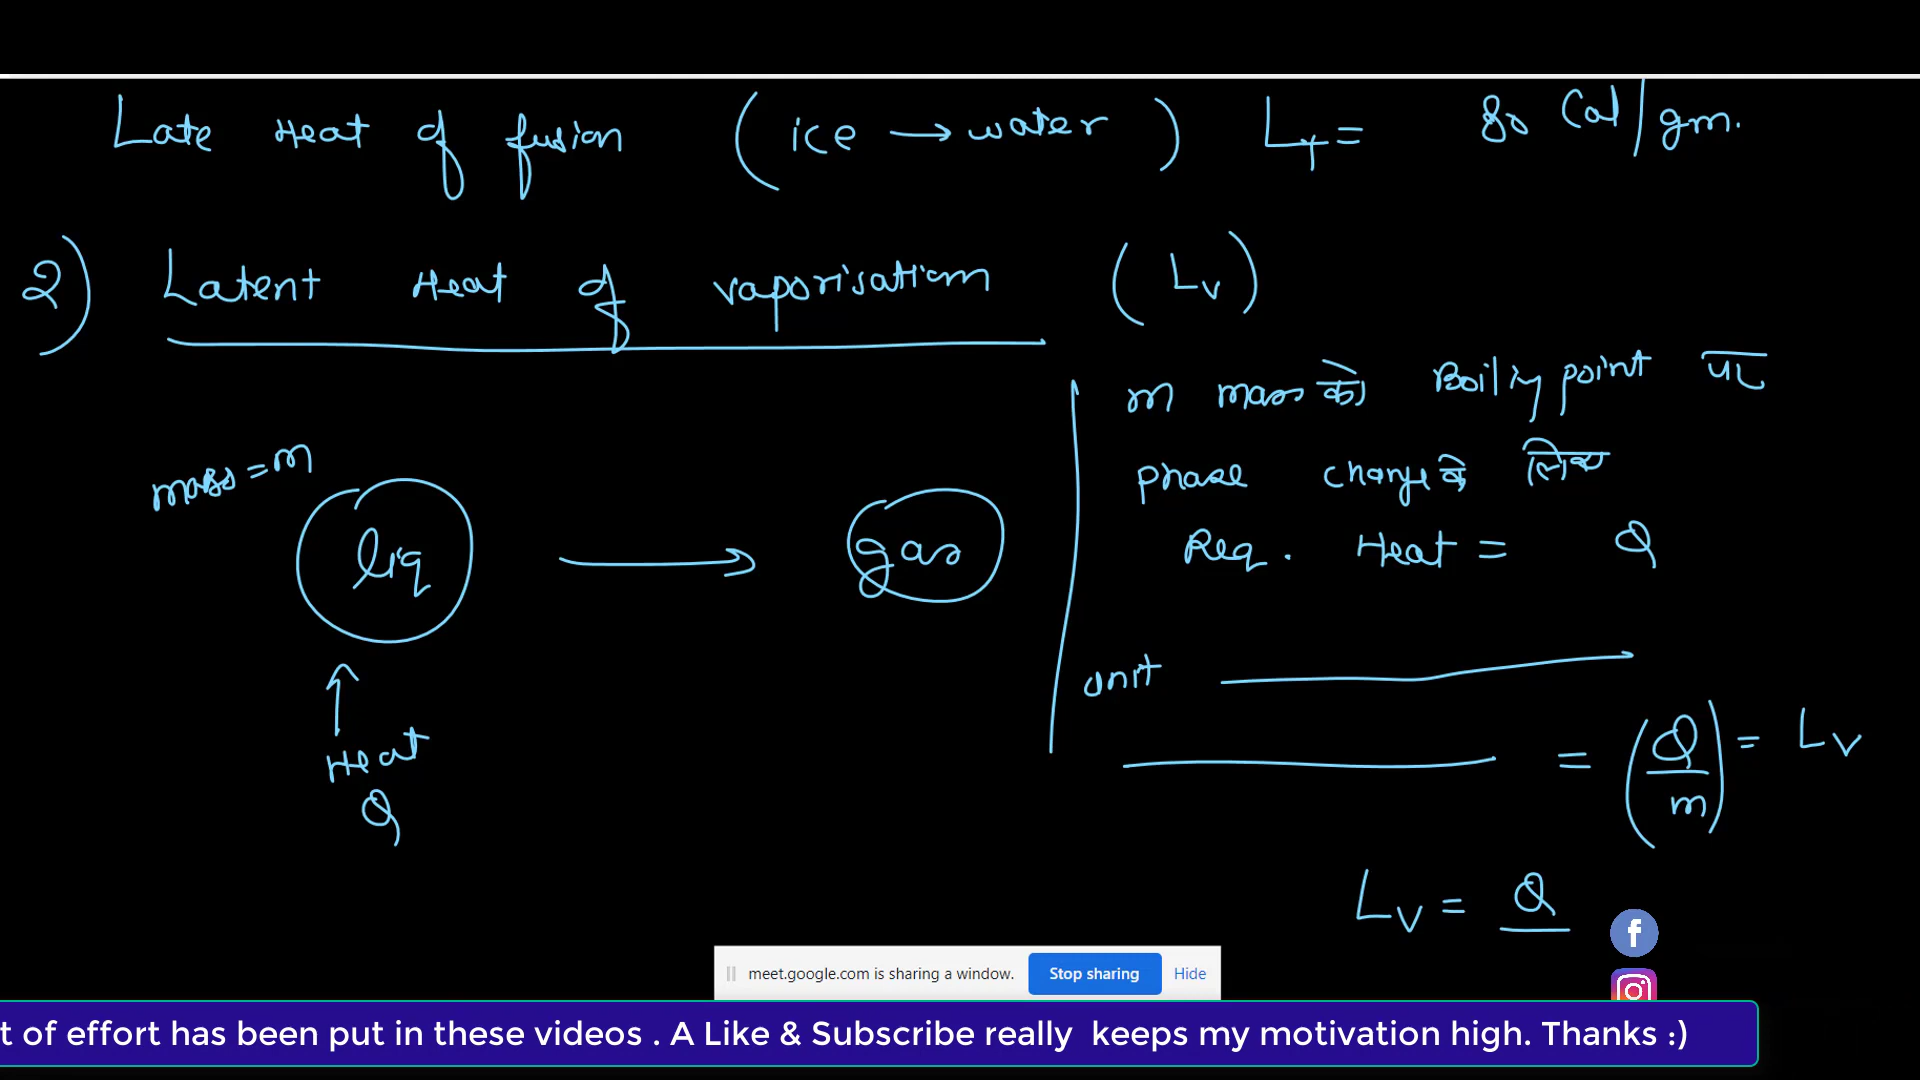 Late Heat of fusion (ice → water) Lf = 80 Cal/gm.
2) Latent Heat of vaporisation (Lv)
mass = m
liq → gas
Heat
Q
m mass को Boiling point पर
phase change के लिए
Req. Heat = Q
unit
= (Q/m) = Lv
Lv = Q
meet.google.com is sharing a window. Stop sharing Hide
t of effort has been put in these videos . A Like & Subscribe really keeps my motivation high. Thanks :)